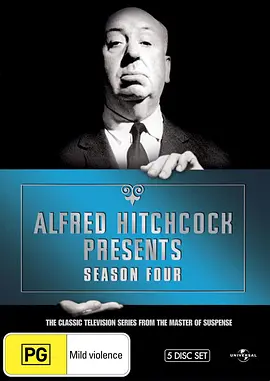 ALFRED HITCHCOCK
PRESENTS
SEASON FOUR
THE CLASSIC TELEVISION SERIES FROM THE MASTER OF SUSPENSE
PG
Mild violence
5 DISC SET
UNIVERSAL